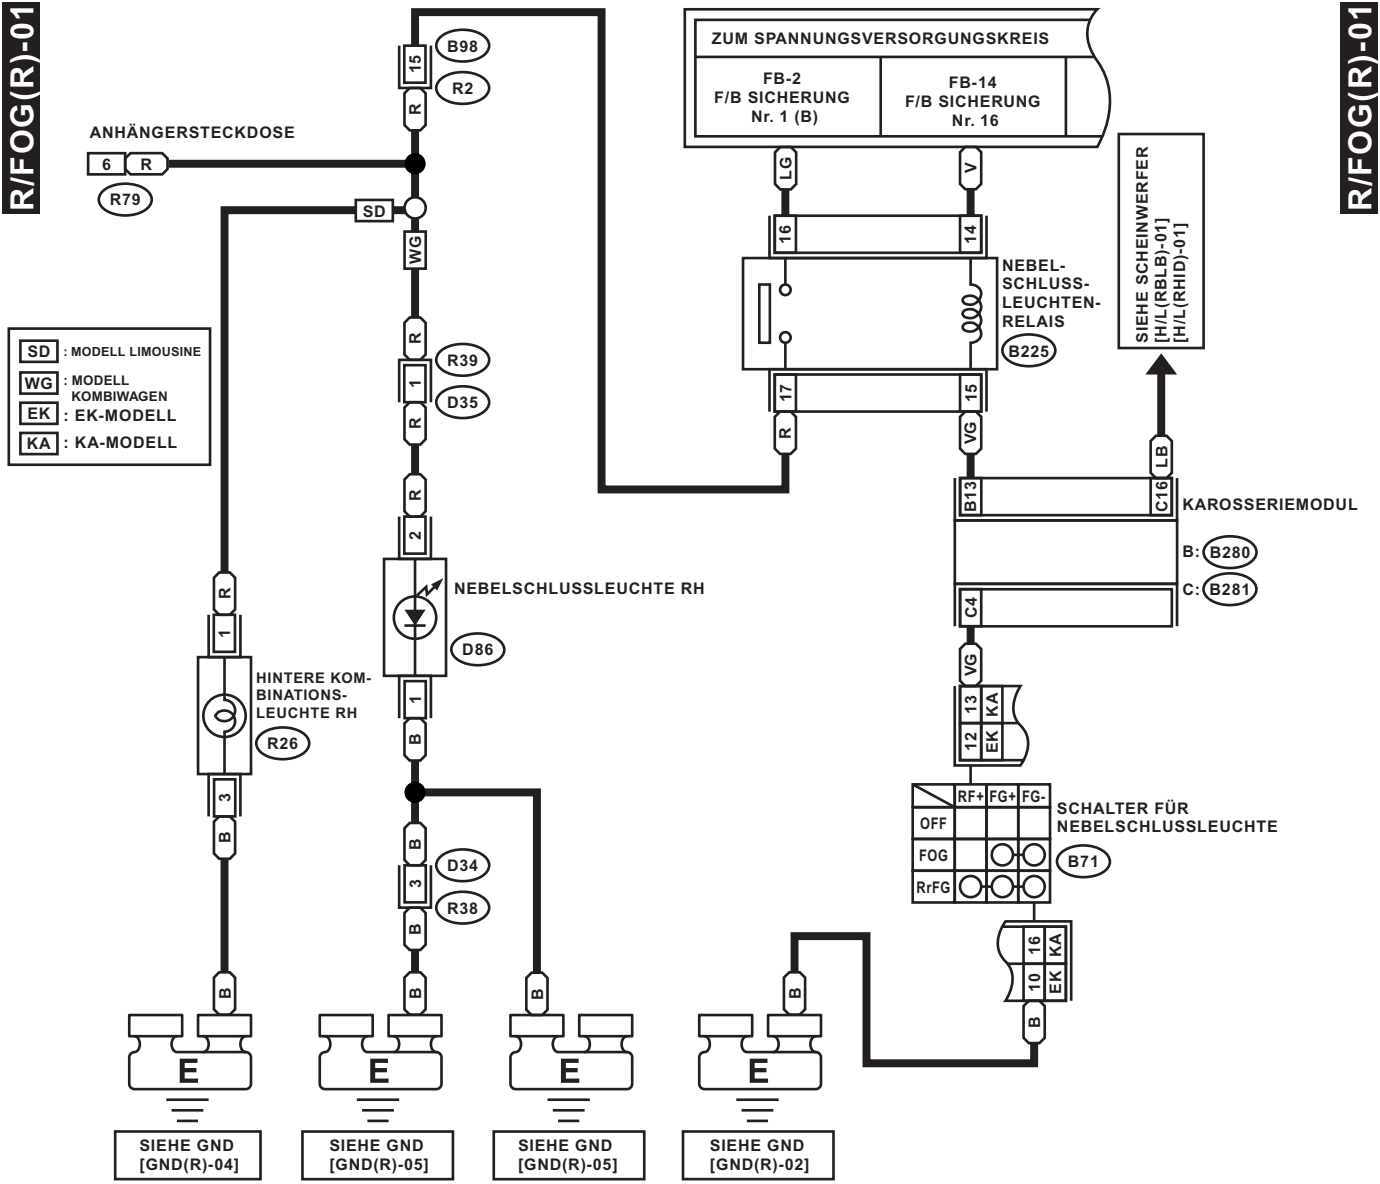 R/FOG(R)-01
R/FOG(R)-01
15
B98
R2
R
R
ANHÄNGERSTECKDOSE
6
R
R79
SD
WG
SD : MODELL LIMOUSINE
WG : MODELL
KOMBIWAGEN
EK : EK-MODELL
KA : KA-MODELL
R
R39
1
D35
R
R
2
NEBELSCHLUSSLEUCHTE RH
D86
1
B
R
1
HINTERE KOM-
BINATIONS-
LEUCHTE RH
R26
3
B
B
D34
3
R38
B
B
B
B
B
ZUM SPANNUNGSVERSORGUNGSKREIS
FB-2
F/B SICHERUNG
Nr. 1 (B)
FB-14
F/B SICHERUNG
Nr. 16
LG
V
16
14
NEBEL-
SCHLUSS-
LEUCHTEN-
RELAIS
B225
17
15
R
VG
SIEHE SCHEINWERFER
[H/L(RBLB)-01]
[H/L(RHID)-01]
LB
B13
C16
KAROSSERIEMODUL
B: B280
C: B281
C4
VG
13 KA
12 EK
RF+ FG+ FG-
OFF
FOG
RrFG
SCHALTER FÜR
NEBELSCHLUSSLEUCHTE
B71
16 KA
10 EK
B
E
E
E
E
SIEHE GND
[GND(R)-04]
SIEHE GND
[GND(R)-05]
SIEHE GND
[GND(R)-05]
SIEHE GND
[GND(R)-02]